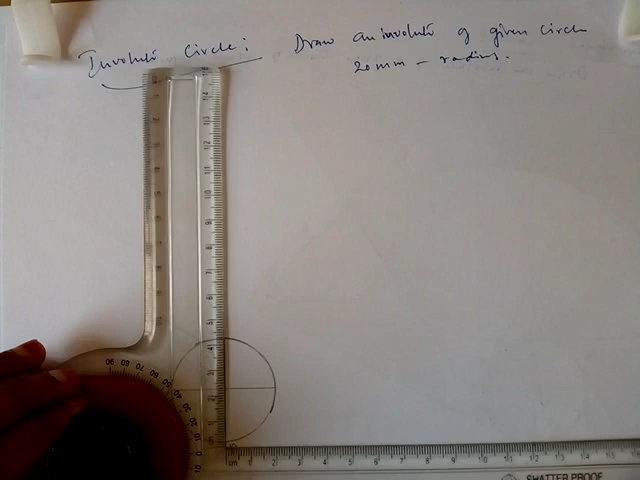 Involute Circle: Draw an involute of given Circle
20mm - radius.
SHATTER PROOF